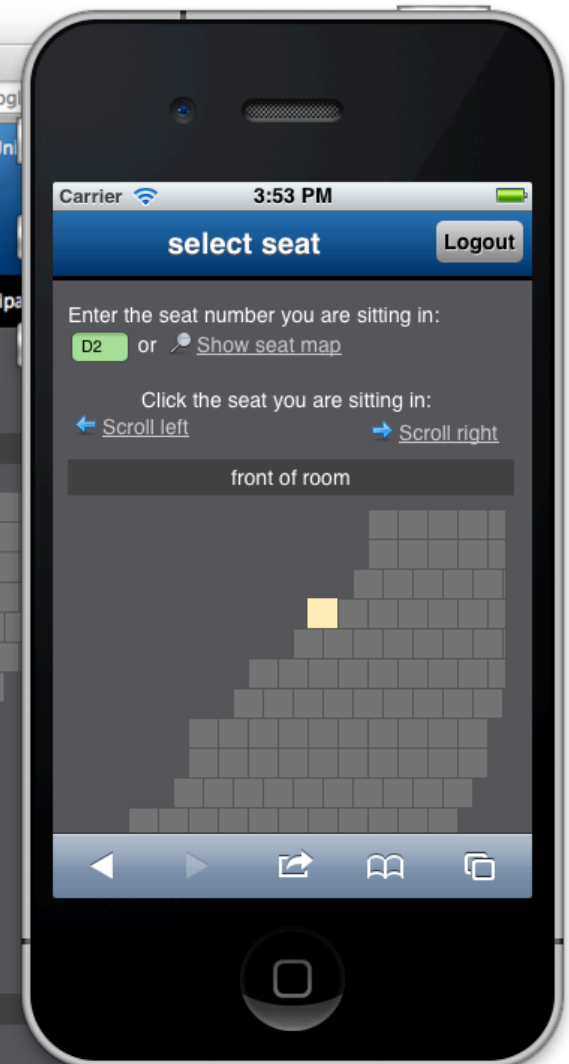 Carrier 3:53 PM
select seat Logout
Enter the seat number you are sitting in:
D2 or Show seat map
Click the seat you are sitting in:
Scroll left Scroll right
front of room